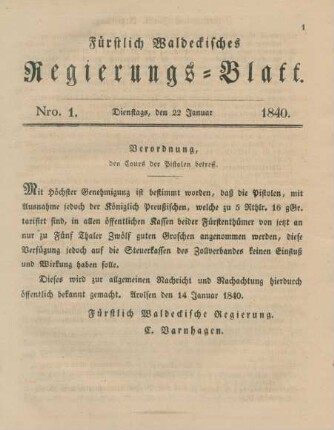 1
Fürstlich Waldeckisches
Regierungs=Blatt.
Nro. 1. Dienstags, den 22 Januar 1840.
Verordnung,
den Cours der Pistolen betreff.
Mit Höchster Genehmigung ist bestimmt worden, daß die Pistolen, mit
Ausnahme jedoch der Königlich Preußischen, welche zu 5 Rthlr. 16 gGr.
tarifiert sind, in allen öffentlichen Kassen beider Fürstenthümer von jetzt an
nur zu Fünf Thaler Zwölf guten Groschen angenommen werden, diese
Verfügung jedoch auf die Steuerkassen des Zollverbandes keinen Einfluß
und Wirkung haben solle.
Dieses wird zur allgemeinen Nachricht und Nachachtung hierdurch
öffentlich bekannt gemacht. Arolsen den 14 Januar 1840.
Fürstlich Waldeckische Regierung.
C. Varnhagen.